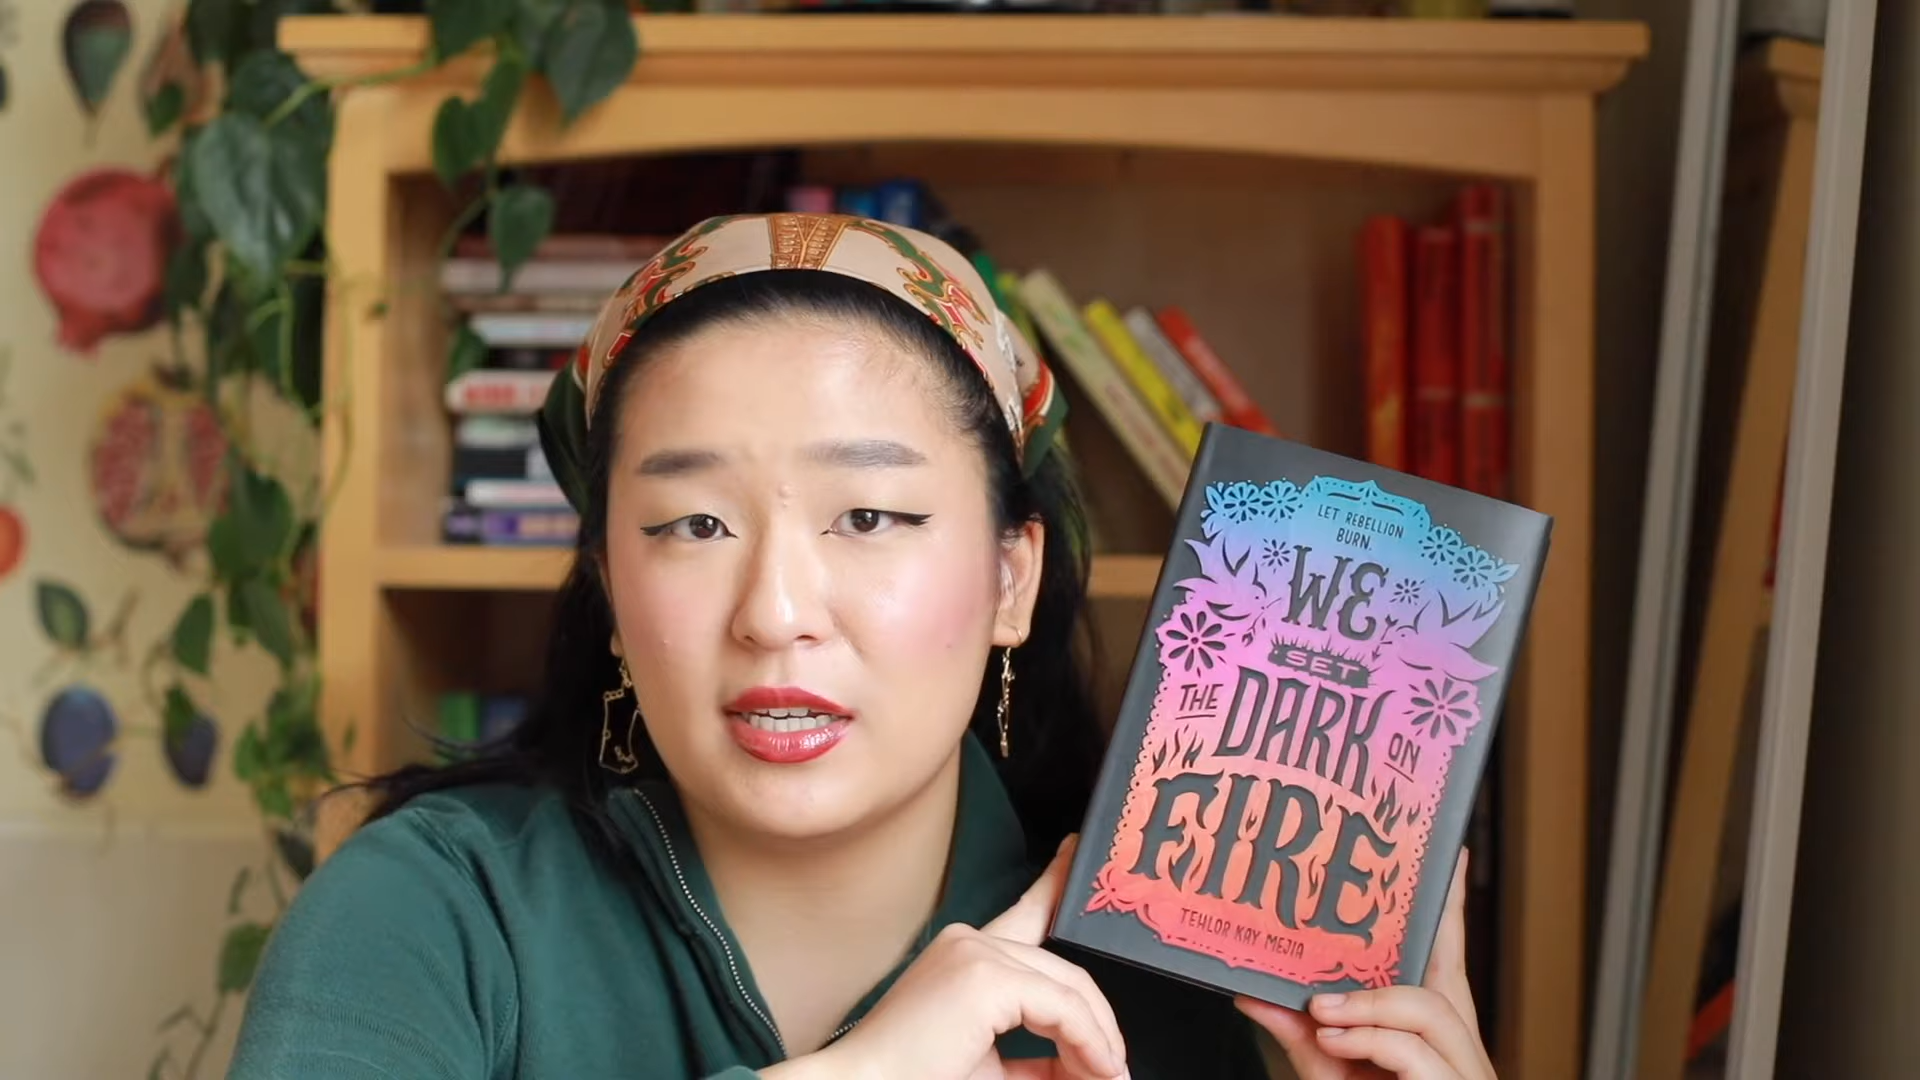 LET REBELLION
BURN.
WE
SET
THE DARK ON
FIRE
TEHLOR KAY MEJIA